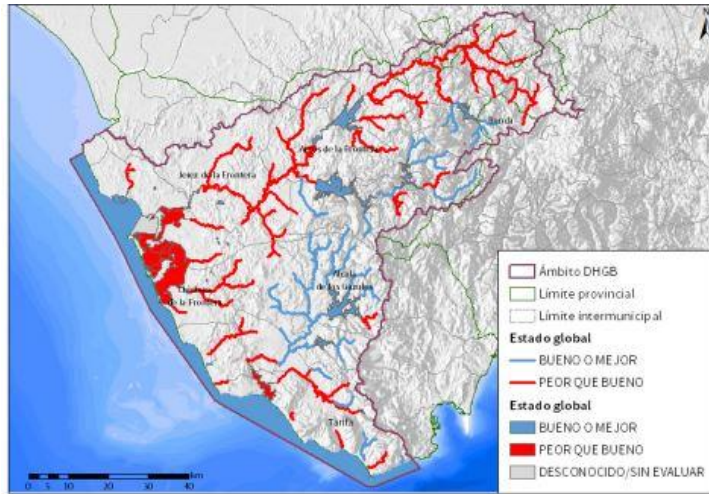 N
Ronda
Arcos de la Frontera
Jerez de la Frontera
Alcalá
de los Gazules
Chiclana
de la Frontera
Tarifa
km
0 5 10 20 30 40
Ámbito DHGB
Límite provincial
Límite intermunicipal
Estado global
BUENO O MEJOR
PEOR QUE BUENO
Estado global
BUENO O MEJOR
PEOR QUE BUENO
DESCONOCIDO/SIN EVALUAR